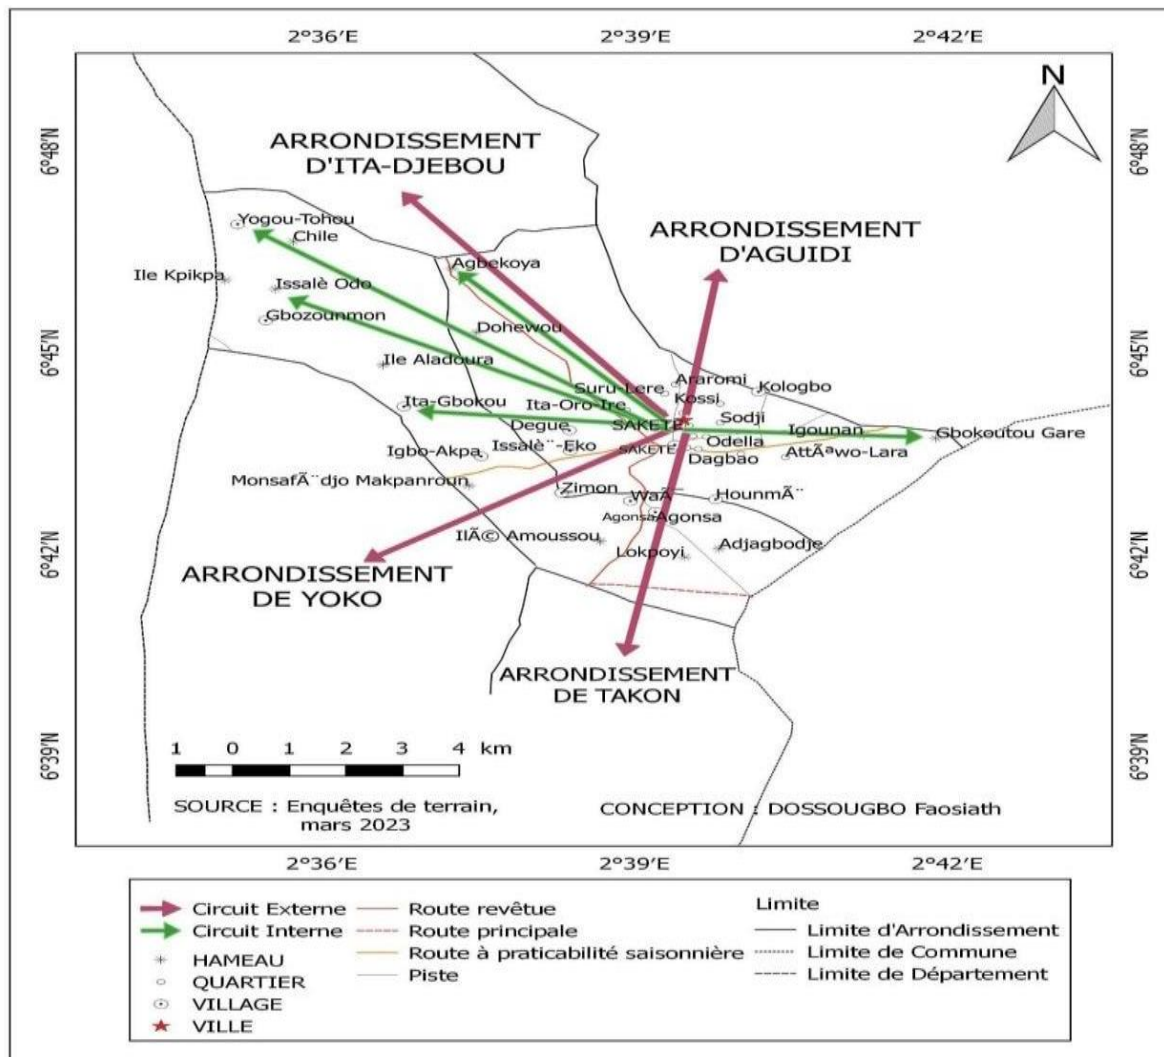 2°36′E 2°39′E 2°42′E
N
6°48′N 6°48′N
ARRONDISSEMENT
D'ITA-DJEBOU
ARRONDISSEMENT
D'AGUIDI
Yogou-Tohou
Chile
Agbekoya
Ile Kpikpa
Issalè Odo
Gbozounmon
Dohewou
6°45′N 6°45′N
Ile Aladoura
Suru-Lere
Araromi
Kologbo
Kossi
Ita-Gbokou
Ita-Oro-Ire
Sodji
Degue
SAKETE
Igounan
Gbokoutou Gare
Igbo-Akpa
Issalè¨-Eko
SAKETE
Odella
Dagbao
AttÃªwo-Lara
MonsafÃ¨djo Makpanroun
Zimon
WaÃ¯
HounmÃ¨
Agonsa
Agonsa
IlÃ© Amoussou
Lokpoyi
Adjagbodje
6°42′N 6°42′N
ARRONDISSEMENT
DE YOKO
ARRONDISSEMENT
DE TAKON
6°39′N 6°39′N
1 0 1 2 3 4 km
SOURCE : Enquêtes de terrain,
mars 2023
CONCEPTION : DOSSOUGBO Faosiath
2°36′E 2°39′E 2°42′E
Circuit Externe
Circuit Interne
HAMEAU
QUARTIER
VILLAGE
VILLE
Route revêtue
Route principale
Route à praticabilité saisonnière
Piste
Limite
Limite d'Arrondissement
Limite de Commune
Limite de Département